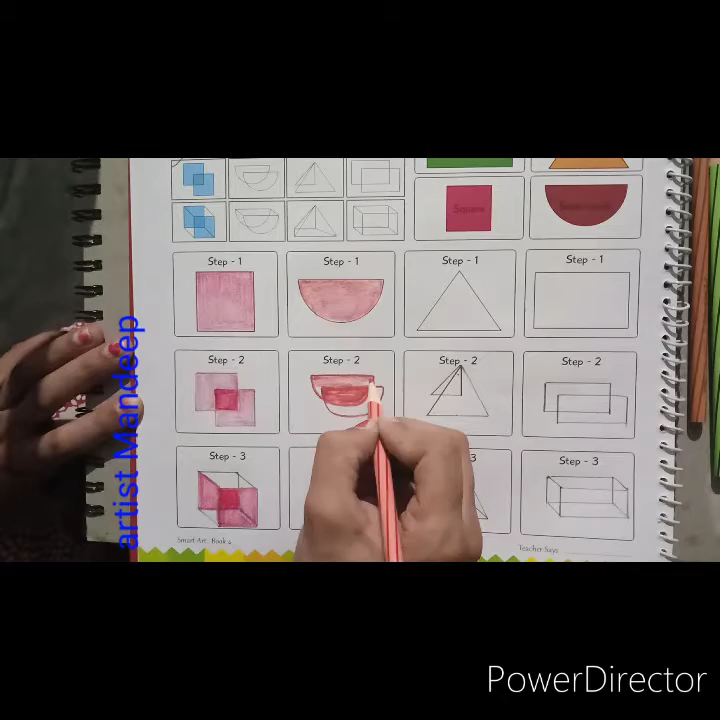 Square
Step - 1
Step - 1
Step - 1
Step - 1
Step - 2
Step - 2
Step - 2
Step - 2
Step - 3
3
Step - 3
Smart Art: Book 4
Teacher Says
artist Mandeep
PowerDirector